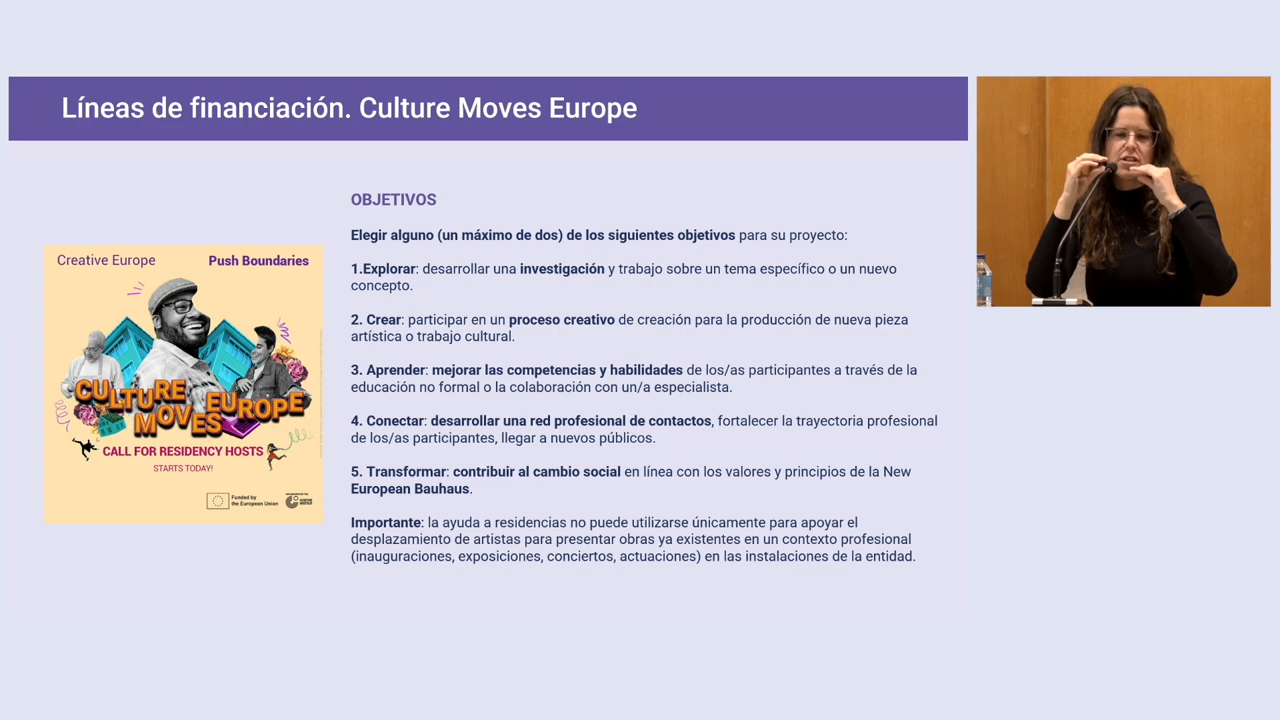 Líneas de financiación. Culture Moves Europe
OBJETIVOS
Elegir alguno (un máximo de dos) de los siguientes objetivos para su proyecto:
1.Explorar: desarrollar una investigación y trabajo sobre un tema específico o un nuevo
concepto.
2. Crear: participar en un proceso creativo de creación para la producción de nueva pieza
artística o trabajo cultural.
3. Aprender: mejorar las competencias y habilidades de los/as participantes a través de la
educación no formal o la colaboración con un/a especialista.
4. Conectar: desarrollar una red profesional de contactos, fortalecer la trayectoria profesional
de los/as participantes, llegar a nuevos públicos.
5. Transformar: contribuir al cambio social en línea con los valores y principios de la New
European Bauhaus.
Importante: la ayuda a residencias no puede utilizarse únicamente para apoyar el
desplazamiento de artistas para presentar obras ya existentes en un contexto profesional
(inauguraciones, exposiciones, conciertos, actuaciones) en las instalaciones de la entidad.
Creative Europe
Push Boundaries
CULTURE
MOVES EUROPE
CALL FOR RESIDENCY HOSTS
STARTS TODAY!
Funded by
the European Union